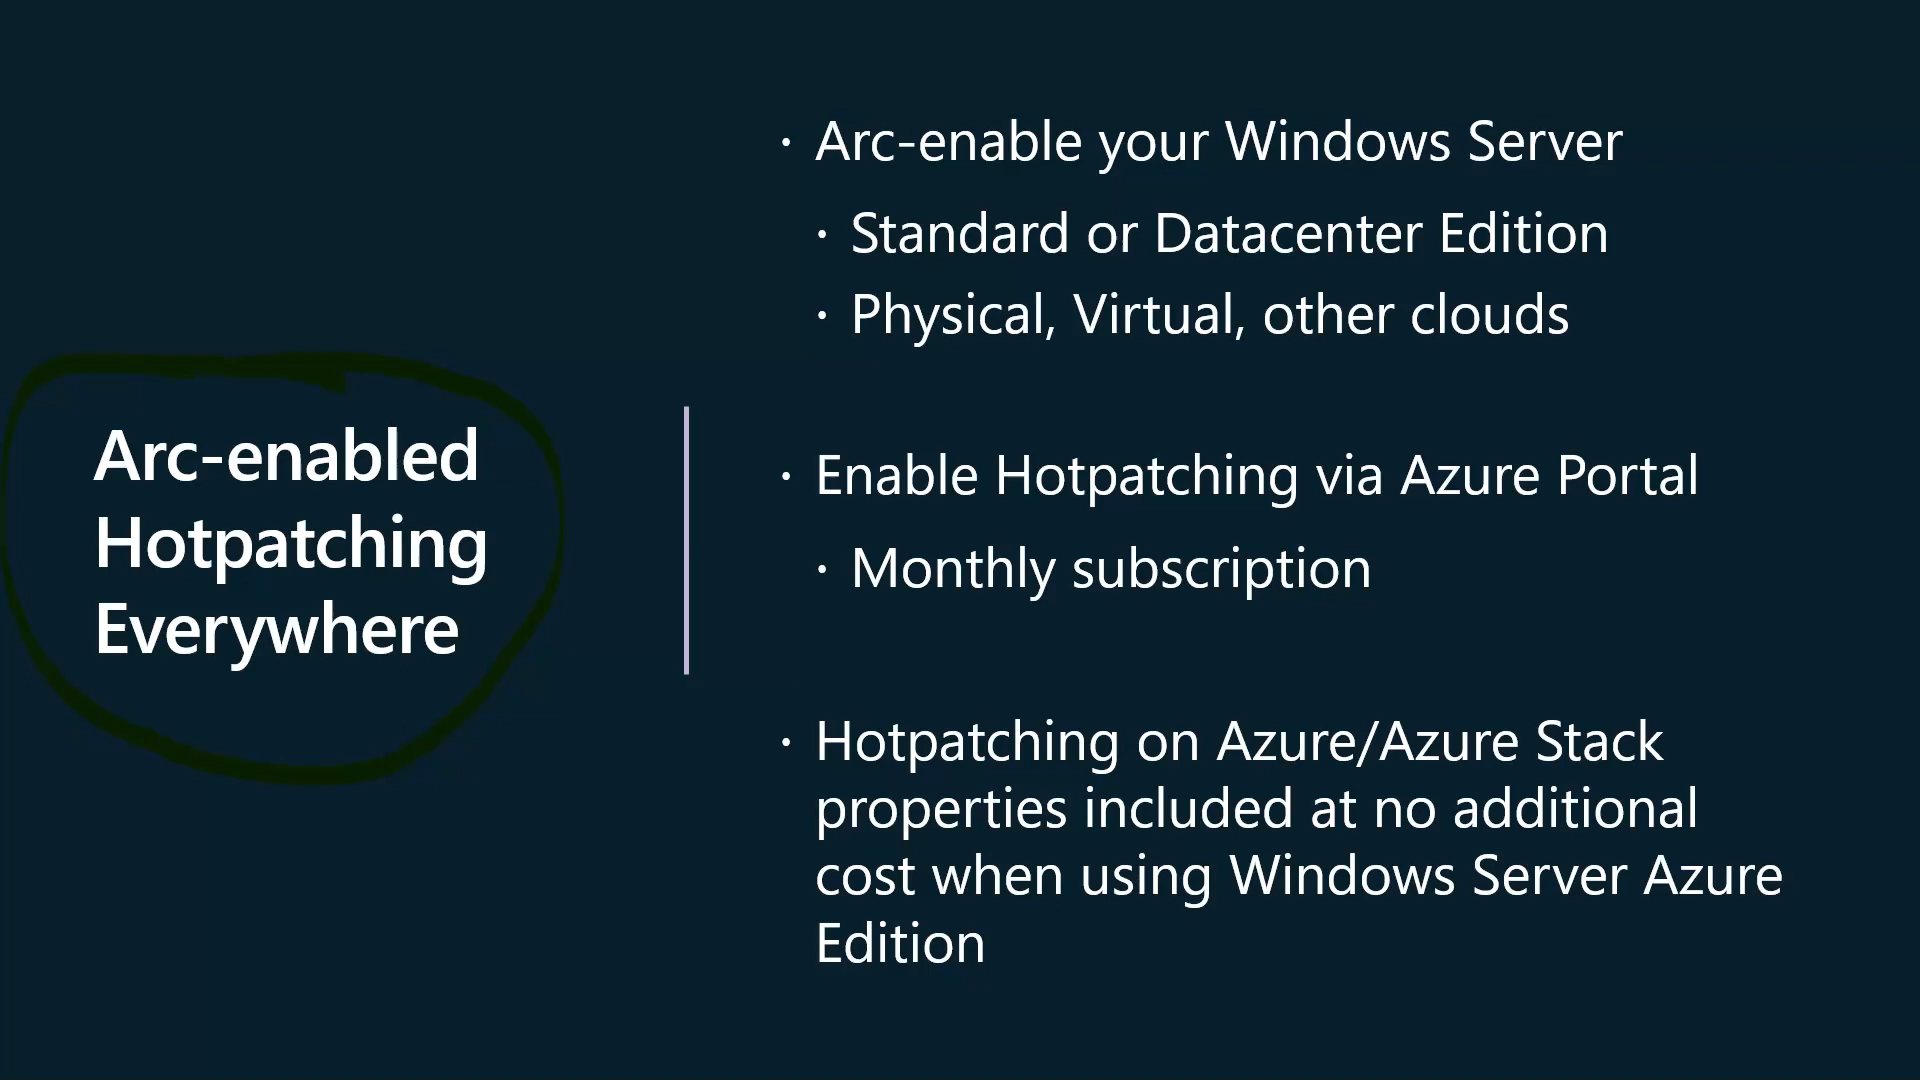 Arc-enabled
Hotpatching
Everywhere
· Arc-enable your Windows Server
· Standard or Datacenter Edition
· Physical, Virtual, other clouds
· Enable Hotpatching via Azure Portal
· Monthly subscription
· Hotpatching on Azure/Azure Stack
properties included at no additional
cost when using Windows Server Azure
Edition